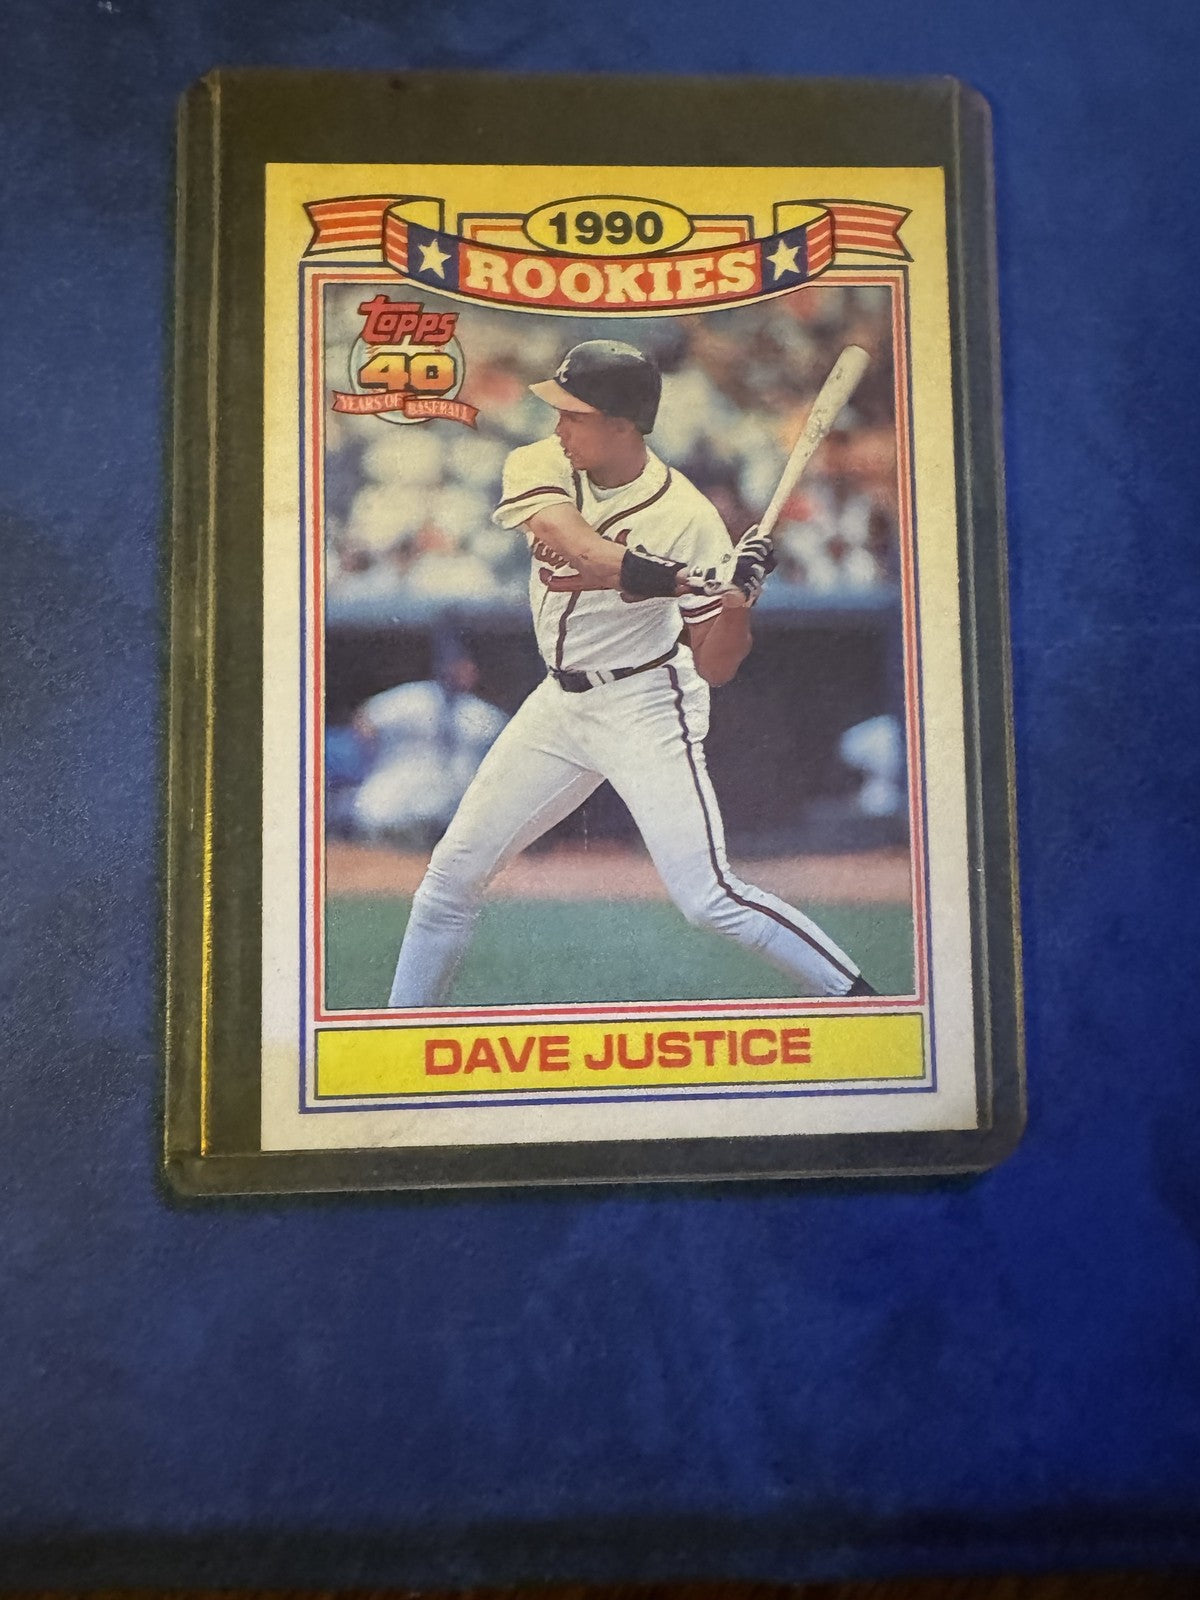 1990
ROOKIES
Topps
40
YEARS OF BASEBALL
DAVE JUSTICE